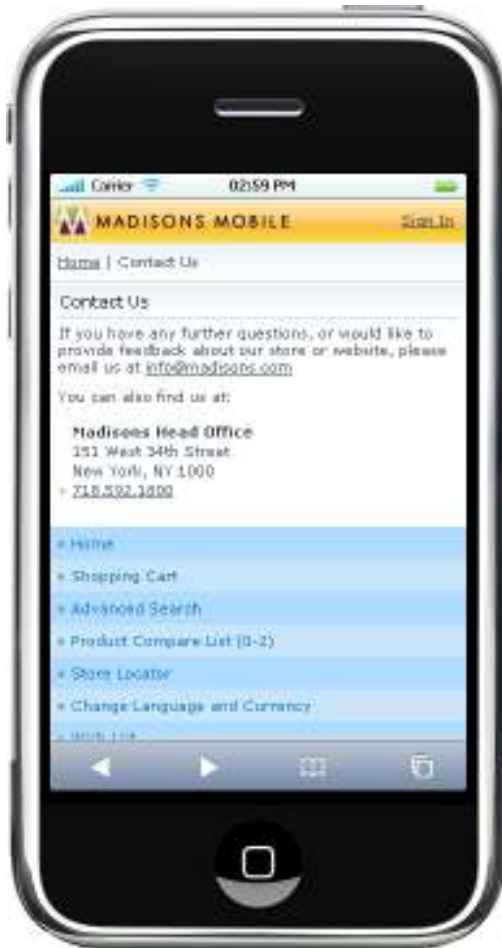 Carrier 02:59 PM
MADISONS MOBILE Sign In
Home | Contact Us
Contact Us
If you have any further questions, or would like to
provide feedback about our store or website, please
email us at info@madisons.com
You can also find us at:
Madisons Head Office
151 West 34th Street
New York, NY 1000
» 718.592.1800
» Home
» Shopping Cart
» Advanced Search
» Product Compare List (0-2)
» Store Locator
» Change Language and Currency
» Wish List